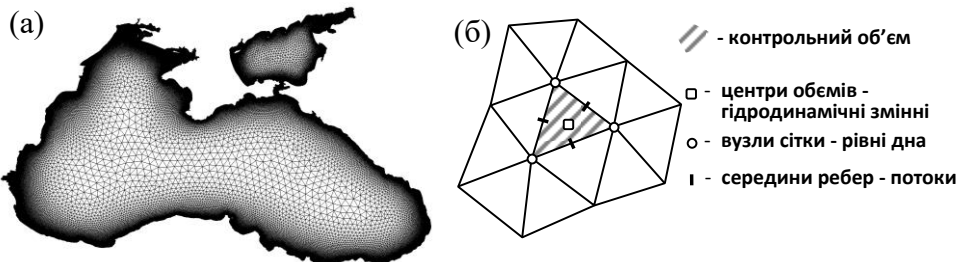 (а)
(б)
- контрольний об’єм
- центри обємів -
гідродинамічні змінні
- вузли сітки - рівні дна
- середини ребер - потоки